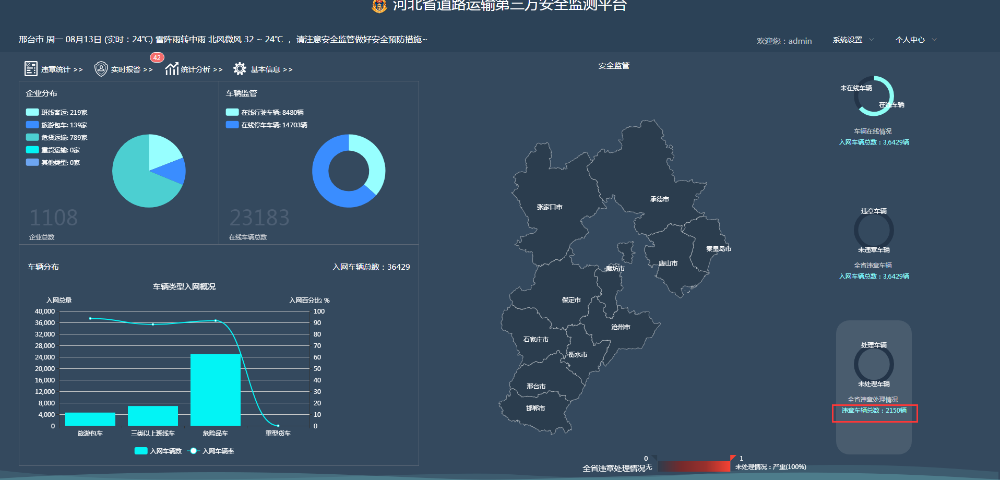 河北省道路运输第三方安全监测平台
邢台市 周一 08月13日 (实时：24℃) 雷阵雨转中雨 北风微风 32 ~ 24℃ ， 请注意安全监管做好安全预防措施~
欢迎您：admin
系统设置
个人中心
违章统计 >>
实时报警 >>
42
统计分析 >>
基本信息 >>
企业分布
班线客运: 219家
旅游包车: 139家
危货运输: 789家
重货运输: 0家
其他类型: 0家
1108
企业总数
车辆监管
在线行驶车辆: 8480辆
在线停车车辆: 14703辆
23183
在线车辆总数
车辆分布
入网车辆总数：36429
车辆类型入网概况
入网总量
入网百分比: %
40,000
36,000
32,000
28,000
24,000
20,000
16,000
12,000
8,000
4,000
0
100
90
80
70
60
50
40
30
20
10
0
旅游包车
三类以上班线车
危险品车
重型货车
入网车辆数
入网车辆率
安全监管
张家口市
承德市
秦皇岛市
唐山市
廊坊市
保定市
沧州市
石家庄市
衡水市
邢台市
邯郸市
全省违章处理情况无
0
1
未处理情况：严重(100%)
未在线车辆
在线车辆
车辆在线情况
入网车辆总数：3,6429辆
违章车辆
未违章车辆
全省违章车辆
入网车辆总数：3,6429辆
处理车辆
未处理车辆
全省违章处理情况
违章车辆总数：2150辆